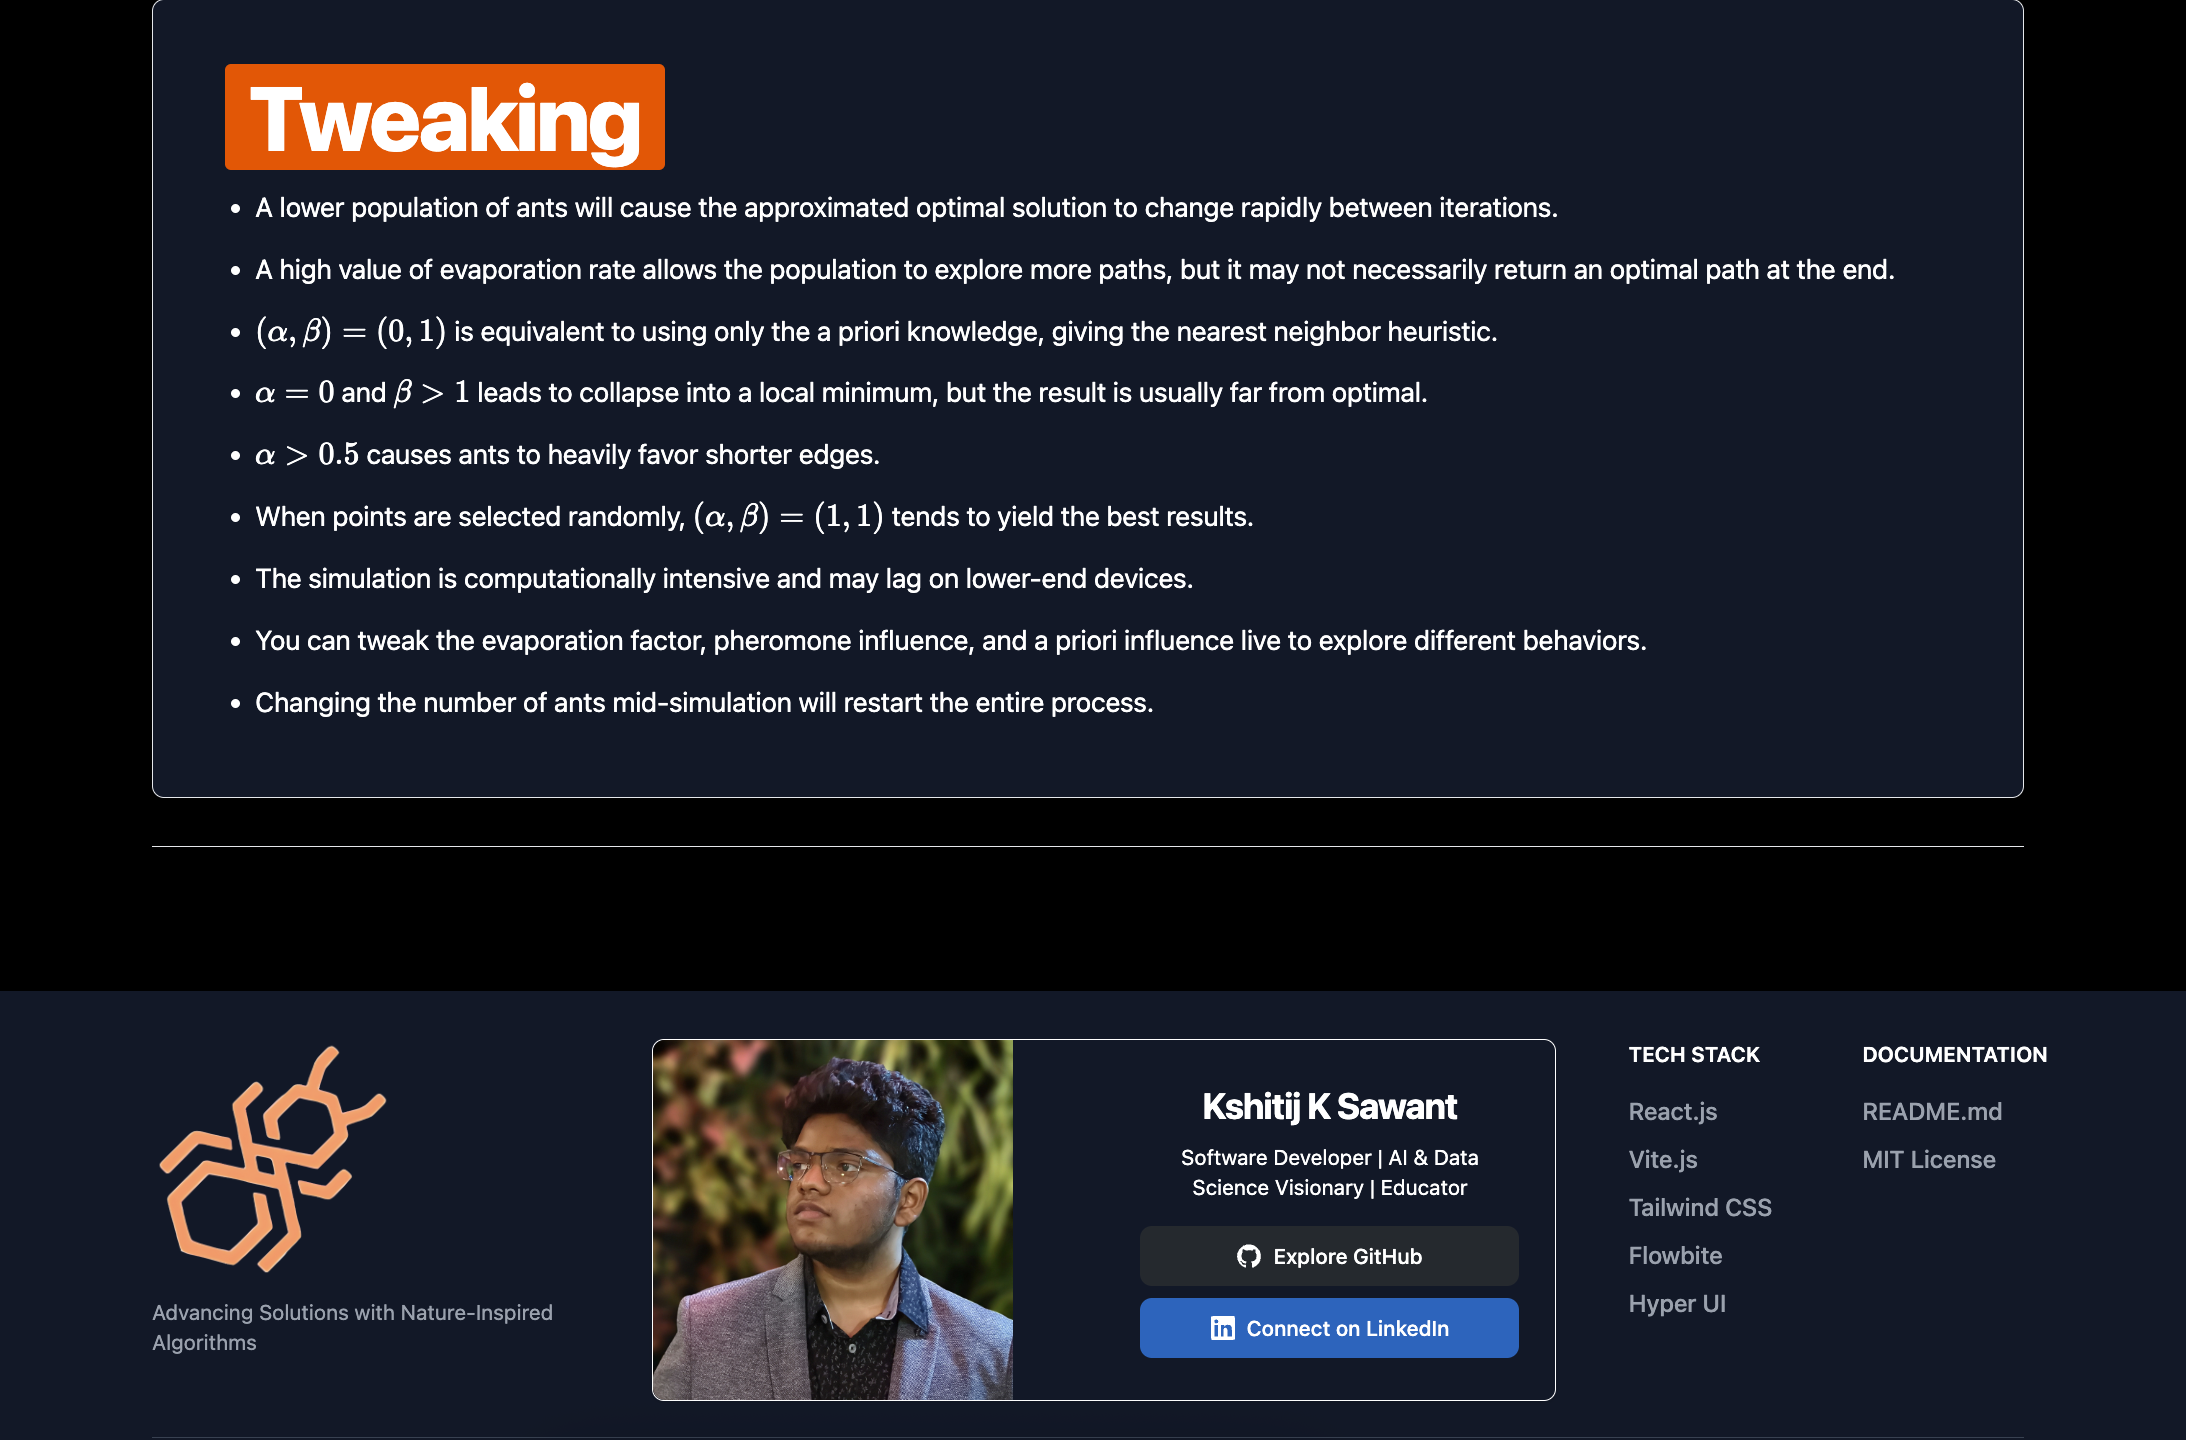 Tweaking
• A lower population of ants will cause the approximated optimal solution to change rapidly between iterations.
• A high value of evaporation rate allows the population to explore more paths, but it may not necessarily return an optimal path at the end.
• (α, β) = (0, 1) is equivalent to using only the a priori knowledge, giving the nearest neighbor heuristic.
• α = 0 and β > 1 leads to collapse into a local minimum, but the result is usually far from optimal.
• α > 0.5 causes ants to heavily favor shorter edges.
• When points are selected randomly, (α, β) = (1, 1) tends to yield the best results.
• The simulation is computationally intensive and may lag on lower-end devices.
• You can tweak the evaporation factor, pheromone influence, and a priori influence live to explore different behaviors.
• Changing the number of ants mid-simulation will restart the entire process.
Advancing Solutions with Nature-Inspired
Algorithms
Kshitij K Sawant
Software Developer | AI & Data
Science Visionary | Educator
Explore GitHub
Connect on LinkedIn
TECH STACK
React.js
Vite.js
Tailwind CSS
Flowbite
Hyper UI
DOCUMENTATION
README.md
MIT License